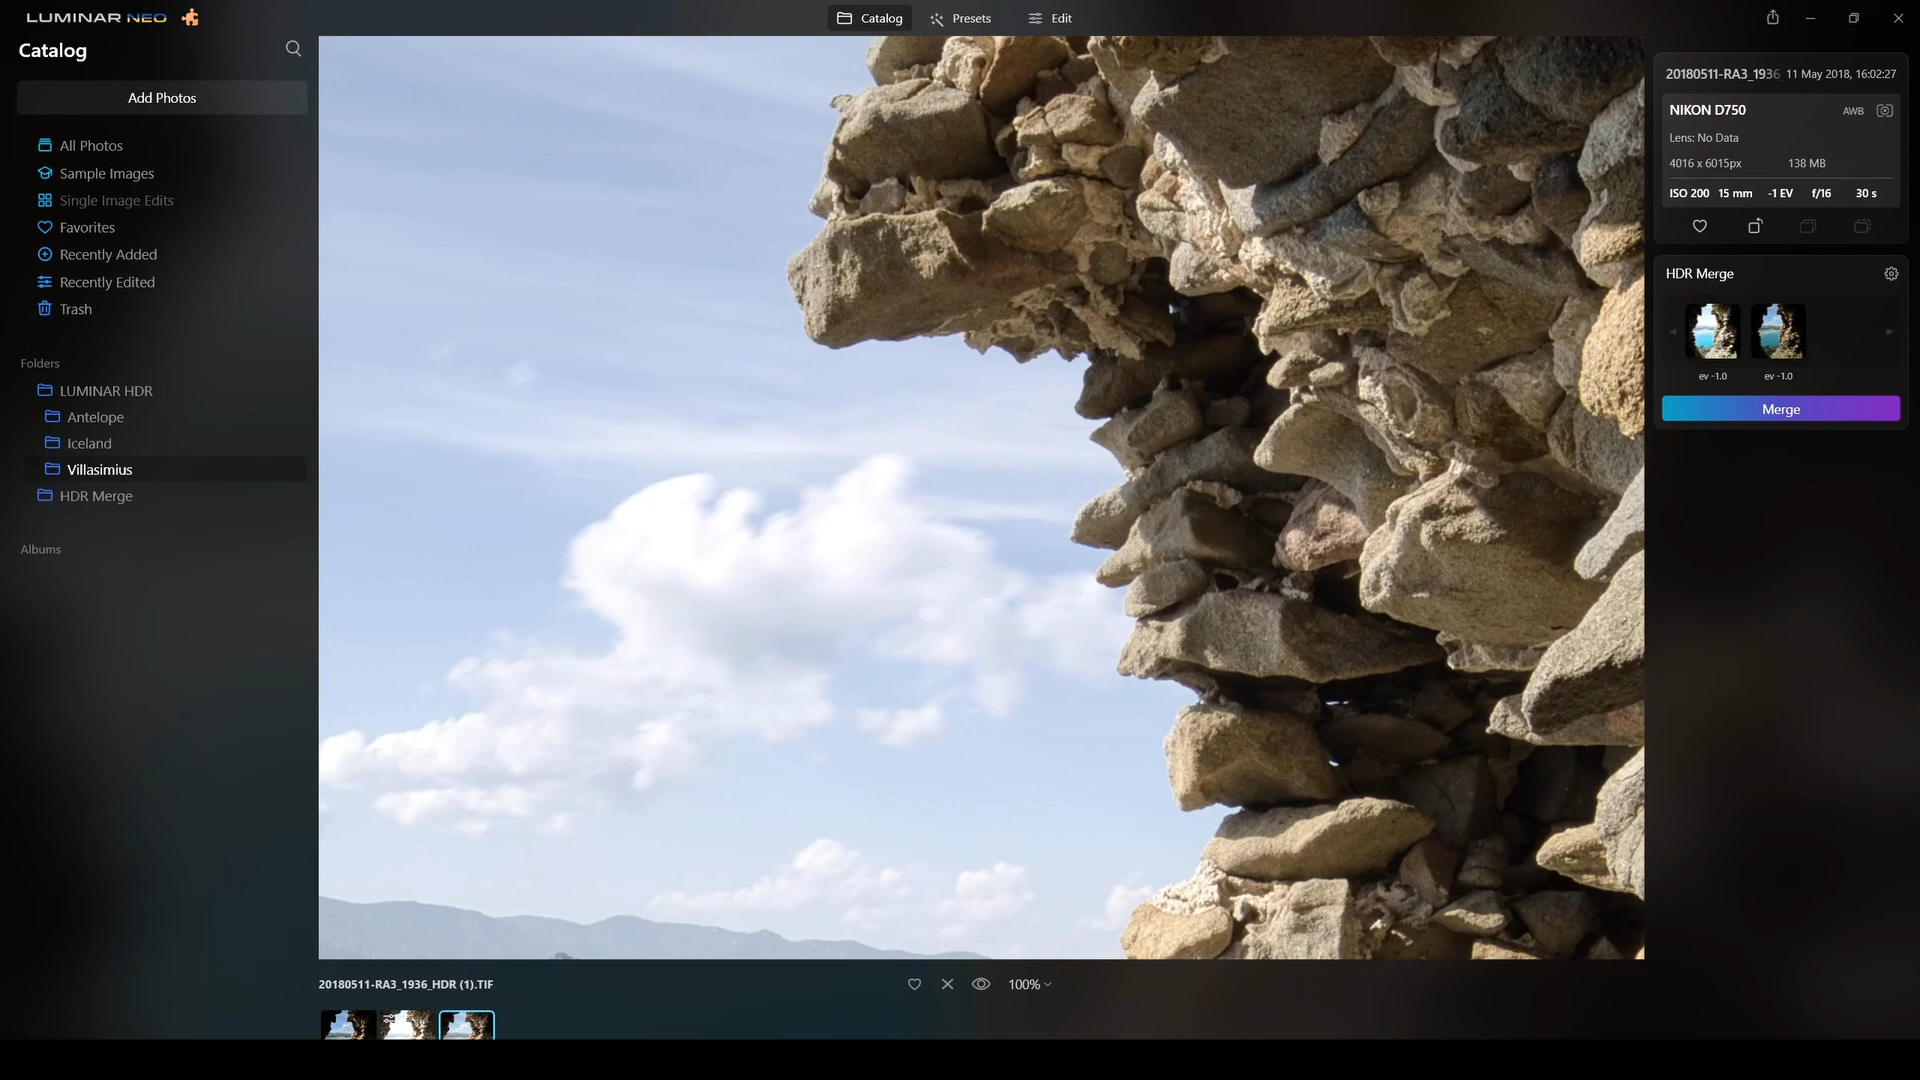 LUMINAR NEO
Catalog
Presets
Edit
Catalog
Add Photos
All Photos
Sample Images
Single Image Edits
Favorites
Recently Added
Recently Edited
Trash
Folders
LUMINAR HDR
Antelope
Iceland
Villasimius
HDR Merge
Albums
20180511-RA3_1936 11 May 2018, 16:02:27
NIKON D750 AWB
Lens: No Data
4016 x 6015px 138 MB
ISO 200 15 mm -1 EV f/16 30 s
HDR Merge
ev -1.0 ev -1.0
Merge
20180511-RA3_1936_HDR (1).TIF
100%